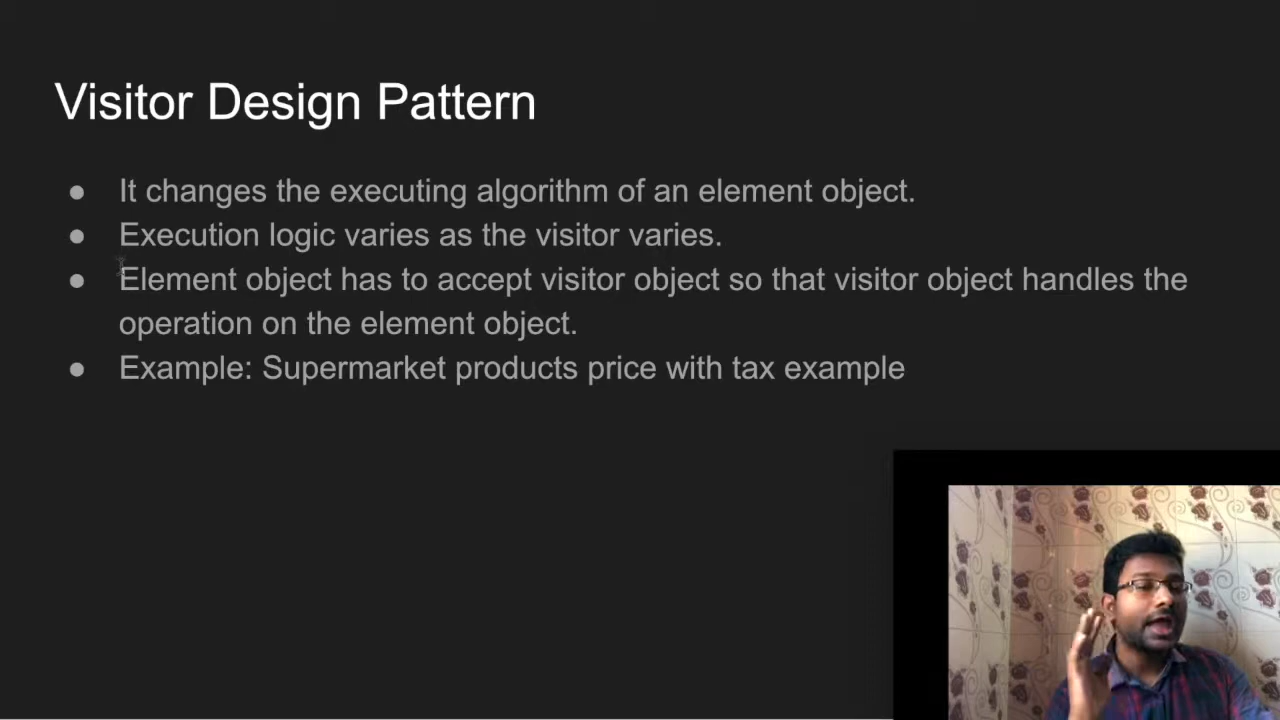 Visitor Design Pattern
● It changes the executing algorithm of an element object.
● Execution logic varies as the visitor varies.
● Element object has to accept visitor object so that visitor object handles the
operation on the element object.
● Example: Supermarket products price with tax example